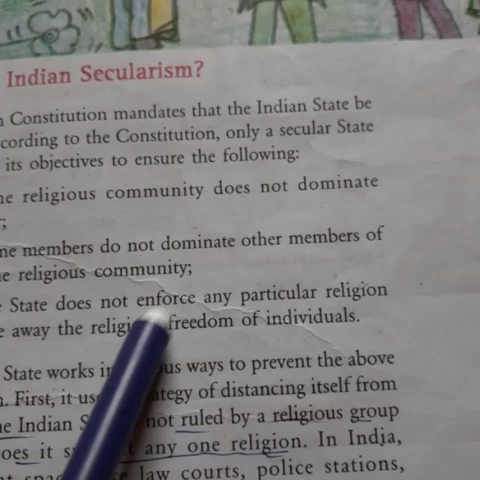 Indian Secularism?
Constitution mandates that the Indian State be
cording to the Constitution, only a secular State
its objectives to ensure the following:
ne religious community does not dominate
r;
me members do not dominate other members of
e religious community;
State does not enforce any particular religion
e away the religi freedom of individuals.
State works in us ways to prevent the above
n. First, it us ategy of distancing itself from
he Indian S not ruled by a religious group
oes it s t any one religion. In India,
law courts, police stations,